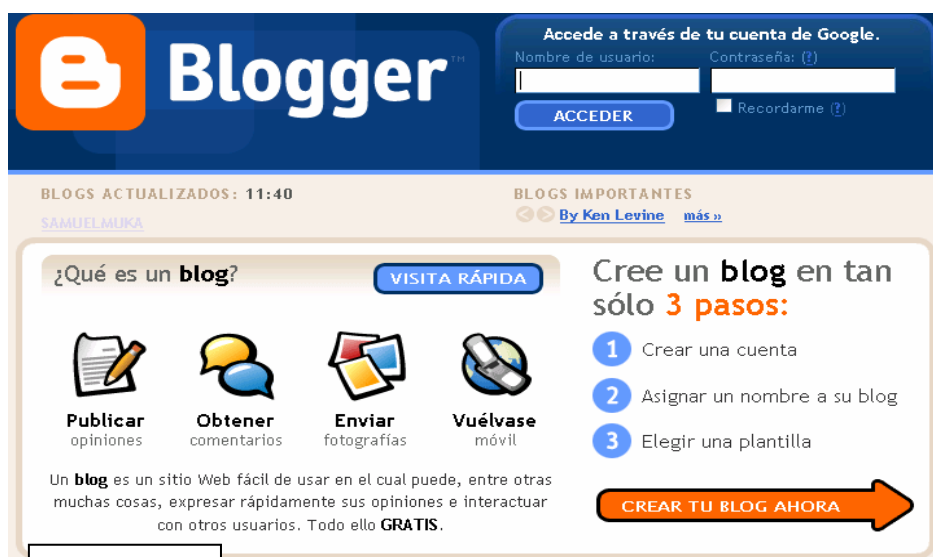 Blogger™
Accede a través de tu cuenta de Google.
Nombre de usuario:
Contraseña: (?)
ACCEDER
Recordarme (?)
BLOGS ACTUALIZADOS: 11:40
SAMUELMUKA
BLOGS IMPORTANTES
By Ken Levine más »
¿Qué es un blog?
VISITA RÁPIDA
Publicar
opiniones
Obtener
comentarios
Enviar
fotografías
Vuélvase
móvil
Un blog es un sitio Web fácil de usar en el cual puede, entre otras
muchas cosas, expresar rápidamente sus opiniones e interactuar
con otros usuarios. Todo ello GRATIS.
Cree un blog en tan
sólo 3 pasos:
1 Crear una cuenta
2 Asignar un nombre a su blog
3 Elegir una plantilla
CREAR TU BLOG AHORA